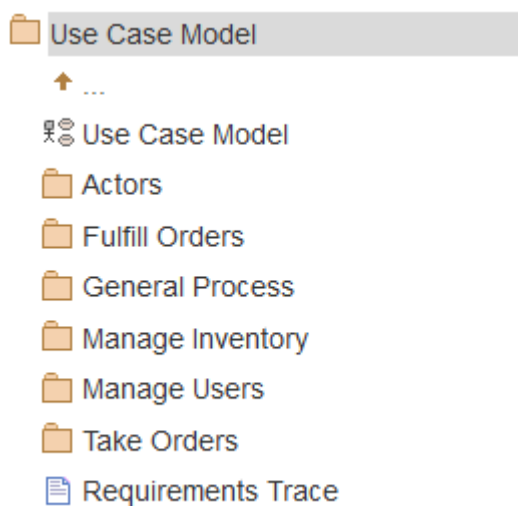 Use Case Model
...
Use Case Model
Actors
Fulfill Orders
General Process
Manage Inventory
Manage Users
Take Orders
Requirements Trace